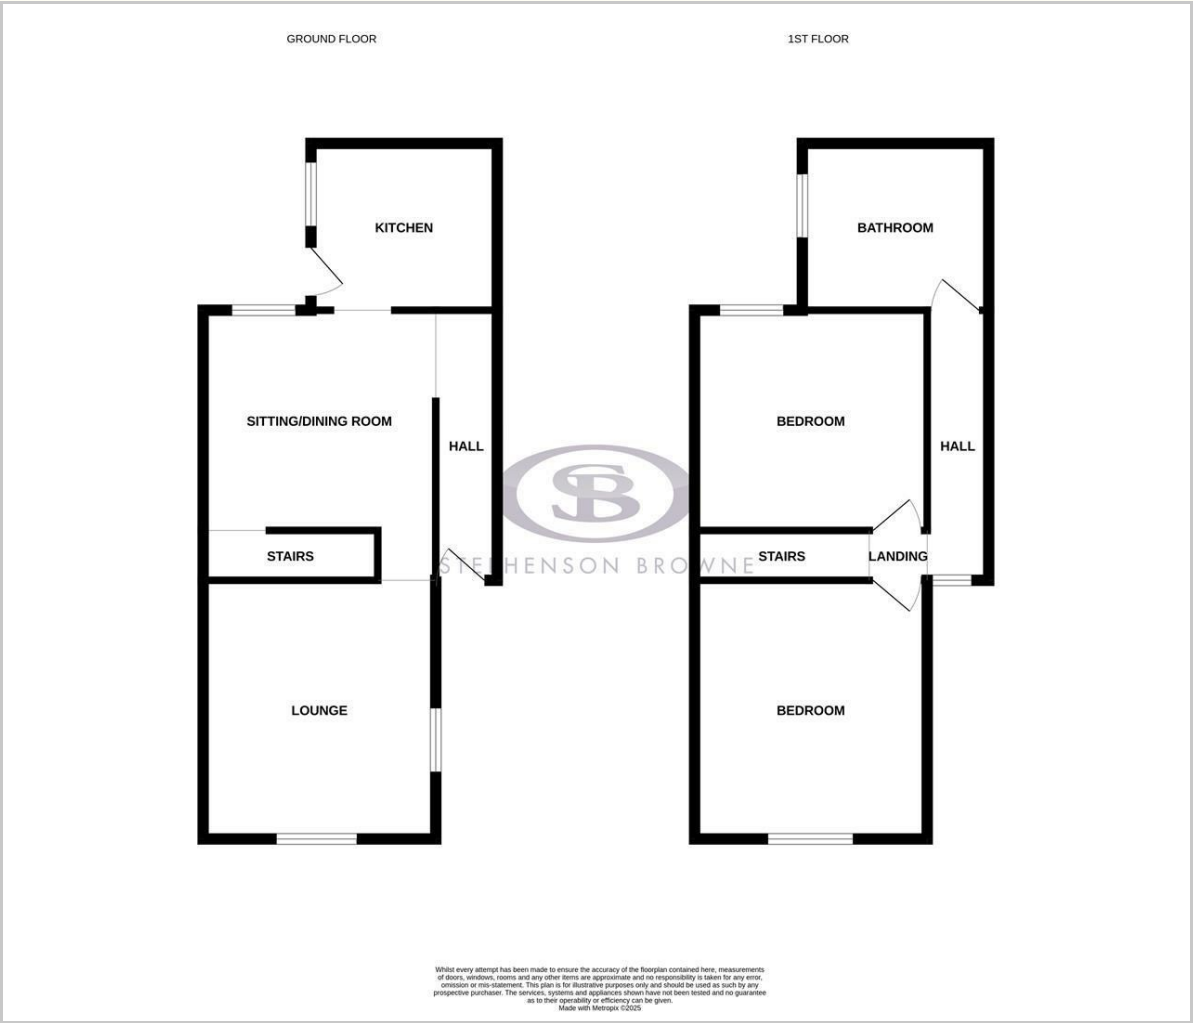 GROUND FLOOR
1ST FLOOR
KITCHEN
BATHROOM
SITTING/DINING ROOM
BEDROOM
HALL
HALL
SB
STAIRS
STAIRS
LANDING
STEPHENSON BROWNE
LOUNGE
BEDROOM
Whilst every attempt has been made to ensure the accuracy of the floorplan contained here, measurements
of doors, windows, rooms and any other items are approximate and no responsibility is taken for any error,
omission or mis-statement. This plan is for illustrative purposes only and should be used as such by any
prospective purchaser. The services, systems and appliances shown have not been tested and no guarantee
as to their operability or efficiency can be given.
Made with Metropix ©2025